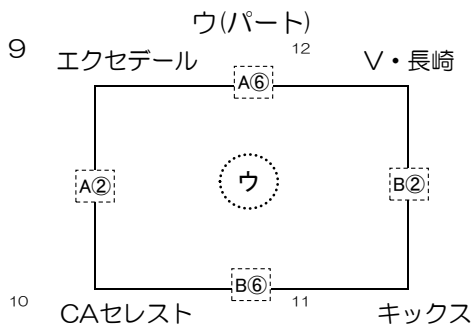 ウ(パート)
9 エクセデール 12 V・長崎
A⑥
A② ウ B②
B⑥
10 CAセレスト 11 キックス